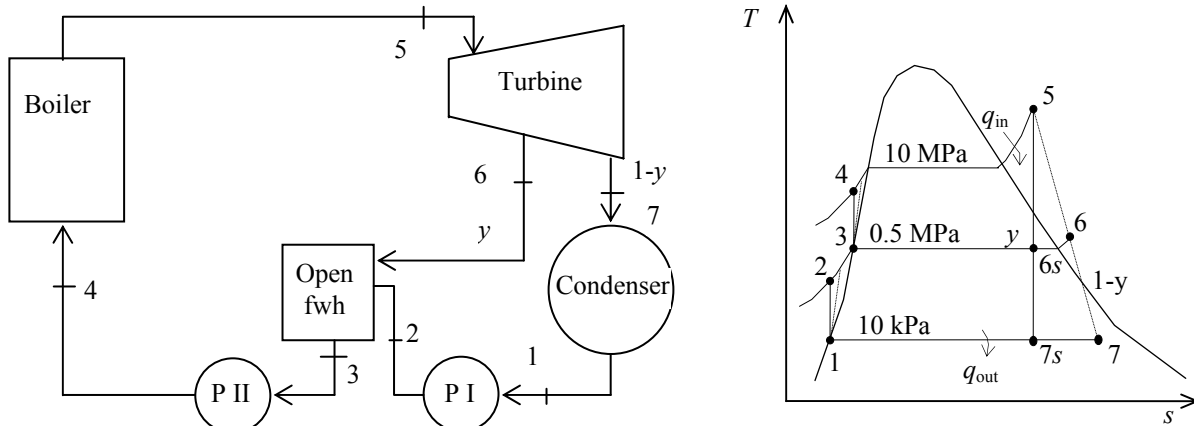 5
Turbine
Boiler
6
1-y
7
y
Open
fwh
Condenser
4
2
3
1
P II
P I
T
5
q_in
10 MPa
4
3
0.5 MPa
y
6
6s
2
1-y
10 kPa
1
7s
7
q_out
s